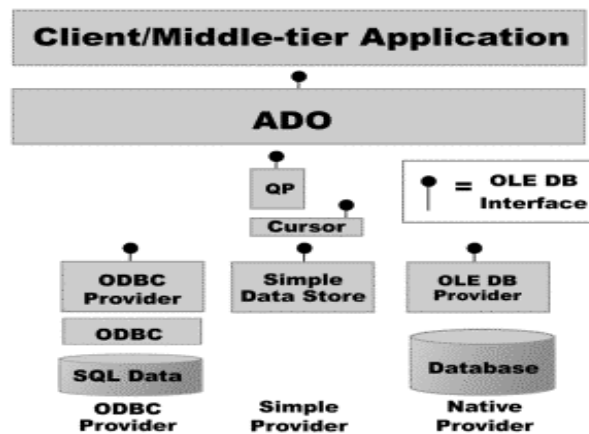 Client/Middle-tier Application
ADO
QP
= OLE DB
Interface
Cursor
ODBC
Provider
Simple
Data Store
OLE DB
Provider
ODBC
SQL Data
Database
ODBC
Provider
Simple
Provider
Native
Provider